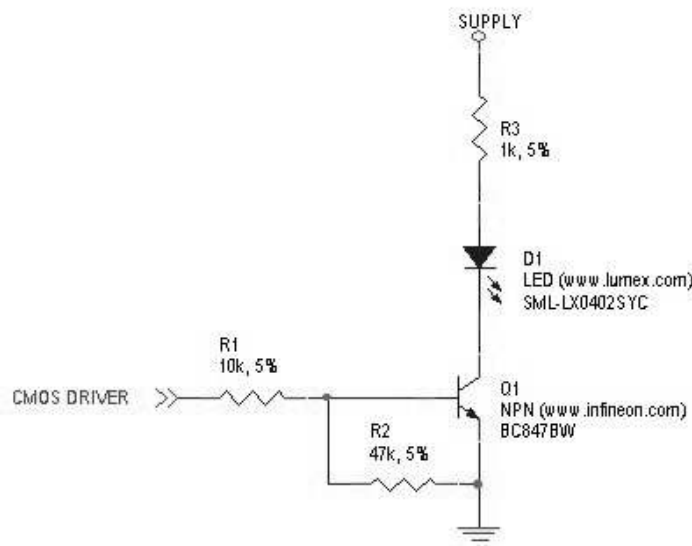 SUPPLY
R3
1k, 5%
D1
LED (www.lumex.com)
SML-LX0402SYC
R1
10k, 5%
CMOS DRIVER
Q1
NPN (www.infineon.com)
BC847BW
R2
47k, 5%